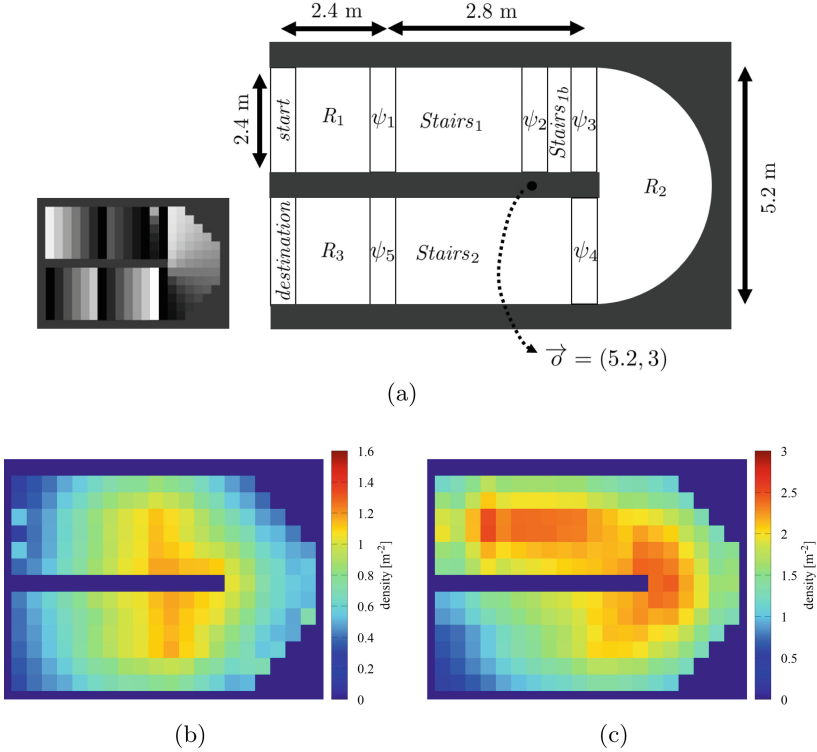 2.4 m
2.8 m
2.4 m
start
R₁
ψ₁
Stairs₁
ψ₂
Stairs₁b
ψ₃
R₂
5.2 m
destination
R₃
ψ₅
Stairs₂
ψ₄
o⃗ = (5.2, 3)
(a)
1.6
1.4
1.2
1
0.8
0.6
0.4
0.2
0
density [m⁻²]
3
2.5
2
1.5
1
0.5
0
density [m⁻²]
(b)
(c)